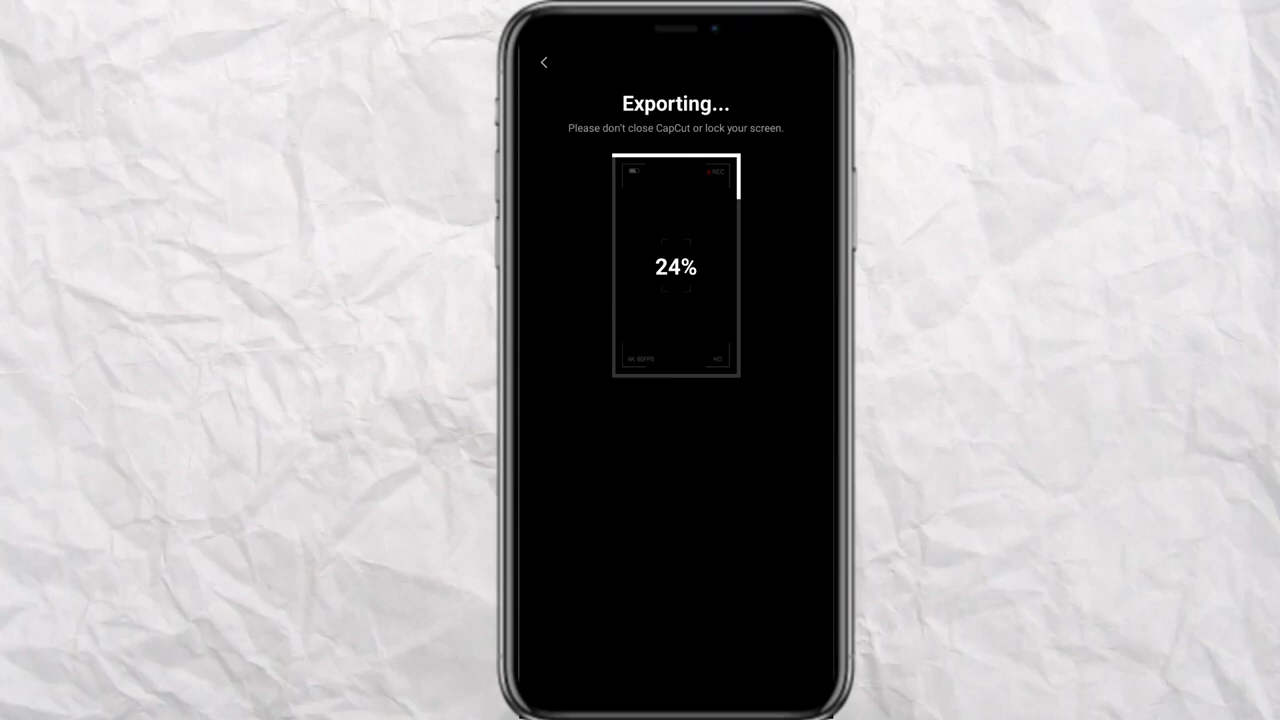 Exporting...
Please don't close CapCut or lock your screen.
REC
24%
4K 60FPS
HD